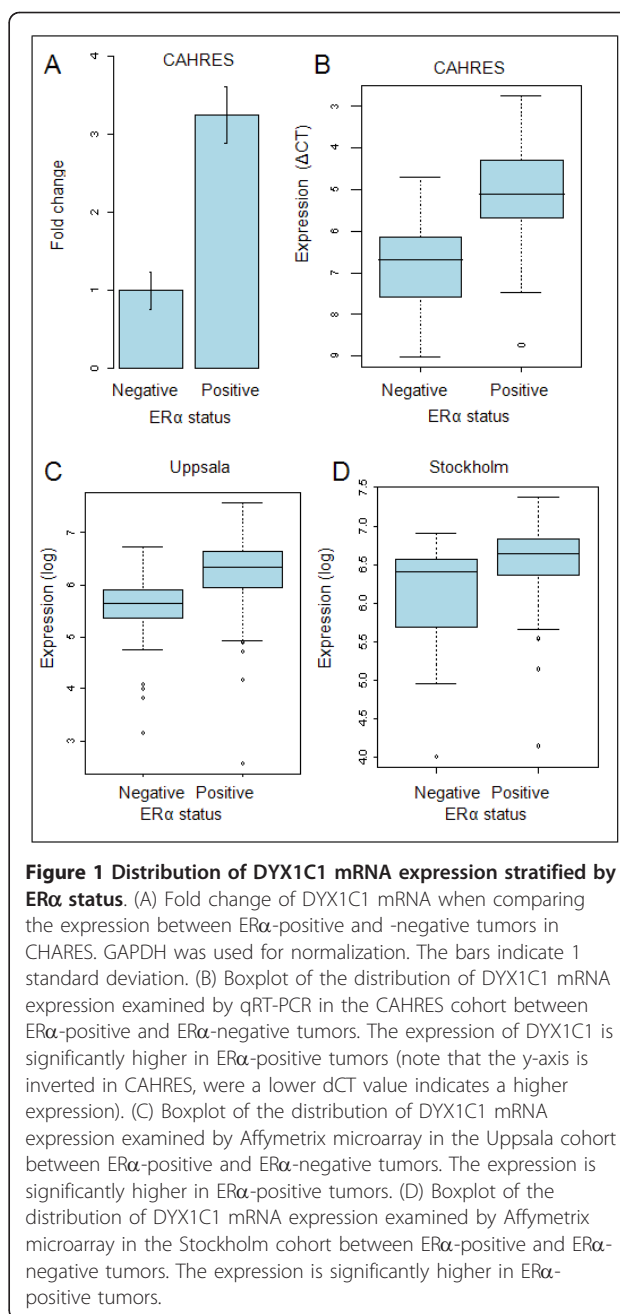 A
CAHRES
Fold change
4
3
2
1
0
Negative Positive
ERα status
B
CAHRES
Expression (ΔCT)
3
4
5
6
7
8
9
Negative Positive
ERα status
C
Uppsala
Expression (log)
7
6
5
4
3
Negative Positive
ERα status
D
Stockholm
Expression (log)
7.5
7.0
6.5
6.0
5.5
5.0
4.0
Negative Positive
ERα status
Figure 1 Distribution of DYX1C1 mRNA expression stratified by
ERα status. (A) Fold change of DYX1C1 mRNA when comparing
the expression between ERα-positive and -negative tumors in
CHARES. GAPDH was used for normalization. The bars indicate 1
standard deviation. (B) Boxplot of the distribution of DYX1C1 mRNA
expression examined by qRT-PCR in the CAHRES cohort between
ERα-positive and ERα-negative tumors. The expression of DYX1C1 is
significantly higher in ERα-positive tumors (note that the y-axis is
inverted in CAHRES, were a lower dCT value indicates a higher
expression). (C) Boxplot of the distribution of DYX1C1 mRNA
expression examined by Affymetrix microarray in the Uppsala cohort
between ERα-positive and ERα-negative tumors. The expression is
significantly higher in ERα-positive tumors. (D) Boxplot of the
distribution of DYX1C1 mRNA expression examined by Affymetrix
microarray in the Stockholm cohort between ERα-positive and ERα-
negative tumors. The expression is significantly higher in ERα-
positive tumors.